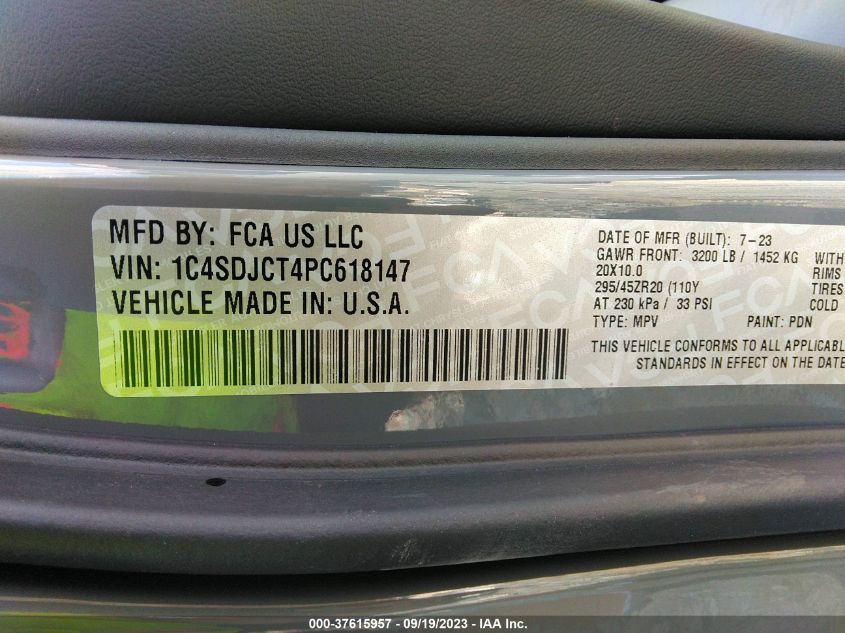 MFD BY: FCA US LLC
VIN: 1C4SDJCT4PC618147
VEHICLE MADE IN: U.S.A.
DATE OF MFR (BUILT): 7-23
GAWR FRONT: 3200 LB / 1452 KG WITH
20X10.0 RIMS
295/45ZR20 (110Y TIRES
AT 230 kPa / 33 PSI COLD
TYPE: MPV PAINT: PDN
THIS VEHICLE CONFORMS TO ALL APPLICABLE
STANDARDS IN EFFECT ON THE DATE
000-37615957 - 09/19/2023 - IAA Inc.